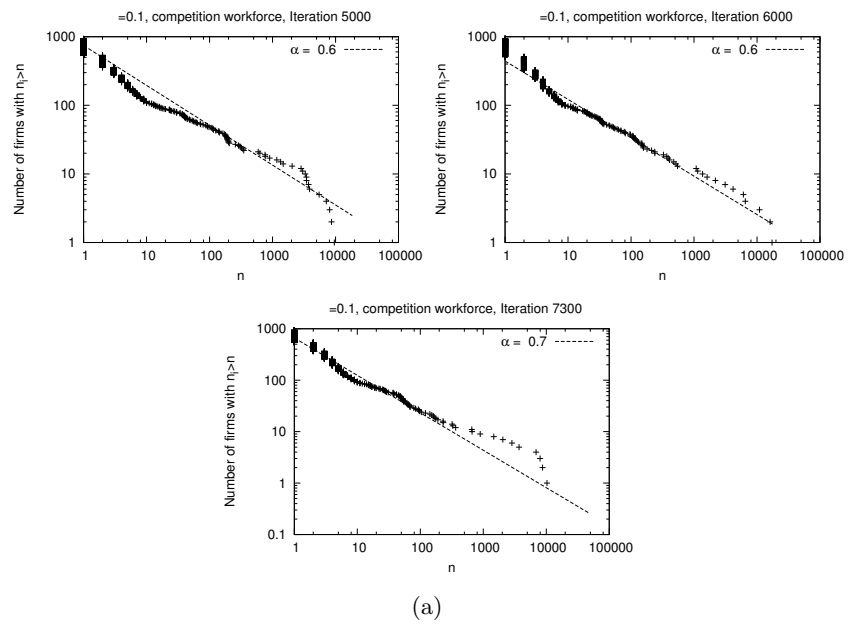 =0.1, competition workforce, Iteration 5000
Number of firms with n_i>n
1000
100
10
1
α = 0.6
1 10 100 1000 10000 100000
n
=0.1, competition workforce, Iteration 6000
Number of firms with n_i>n
1000
100
10
1
α = 0.6
1 10 100 1000 10000 100000
n
=0.1, competition workforce, Iteration 7300
Number of firms with n_i>n
1000
100
10
1
0.1
α = 0.7
1 10 100 1000 10000 100000
n
(a)